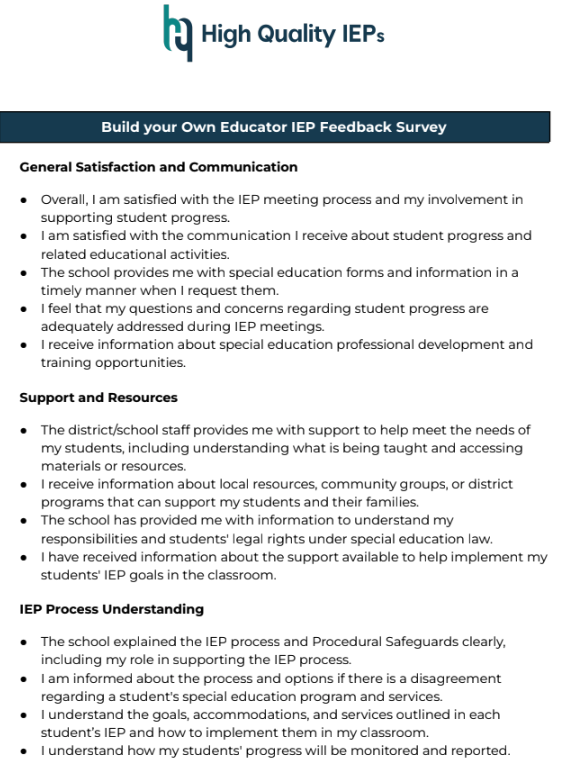 hq High Quality IEPs
Build your Own Educator IEP Feedback Survey
General Satisfaction and Communication
● Overall, I am satisfied with the IEP meeting process and my involvement in
supporting student progress.
● I am satisfied with the communication I receive about student progress and
related educational activities.
● The school provides me with special education forms and information in a
timely manner when I request them.
● I feel that my questions and concerns regarding student progress are
adequately addressed during IEP meetings.
● I receive information about special education professional development and
training opportunities.
Support and Resources
● The district/school staff provides me with support to help meet the needs of
my students, including understanding what is being taught and accessing
materials or resources.
● I receive information about local resources, community groups, or district
programs that can support my students and their families.
● The school has provided me with information to understand my
responsibilities and students' legal rights under special education law.
● I have received information about the support available to help implement my
students' IEP goals in the classroom.
IEP Process Understanding
● The school explained the IEP process and Procedural Safeguards clearly,
including my role in supporting the IEP process.
● I am informed about the process and options if there is a disagreement
regarding a student's special education program and services.
● I understand the goals, accommodations, and services outlined in each
student’s IEP and how to implement them in my classroom.
● I understand how my students' progress will be monitored and reported.